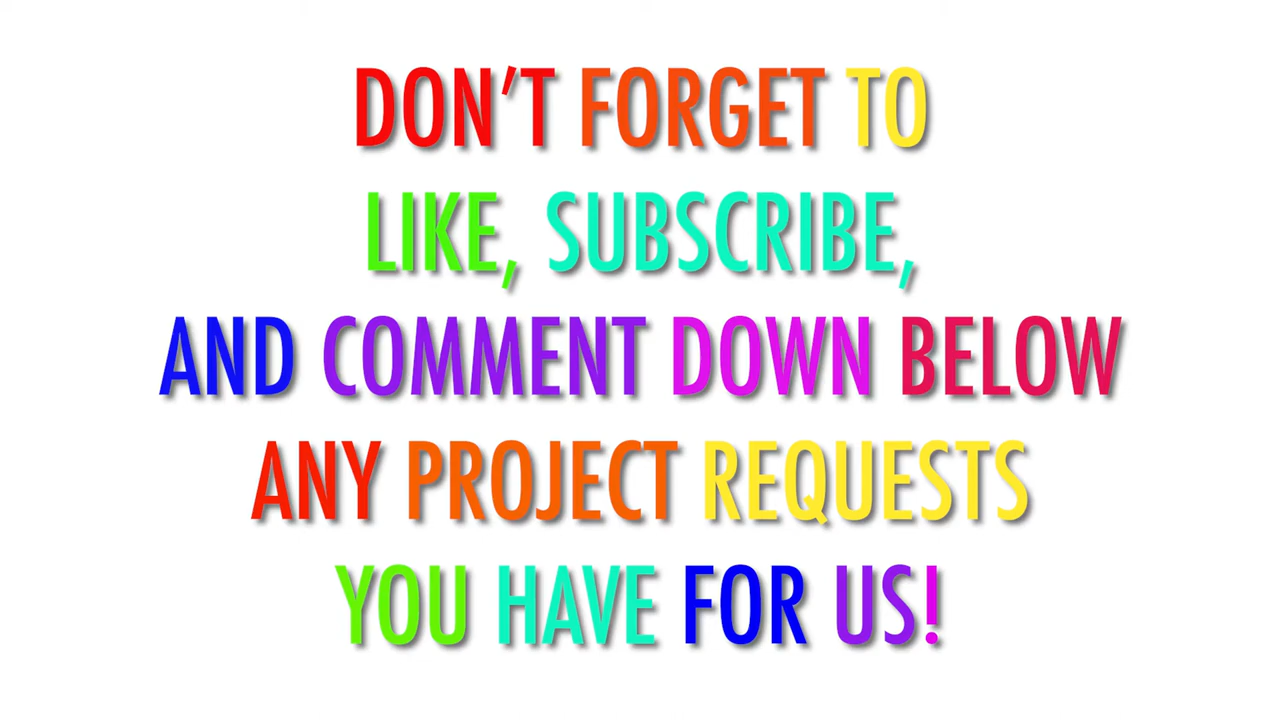 DON'T FORGET TO
LIKE, SUBSCRIBE,
AND COMMENT DOWN BELOW
ANY PROJECT REQUESTS
YOU HAVE FOR US!